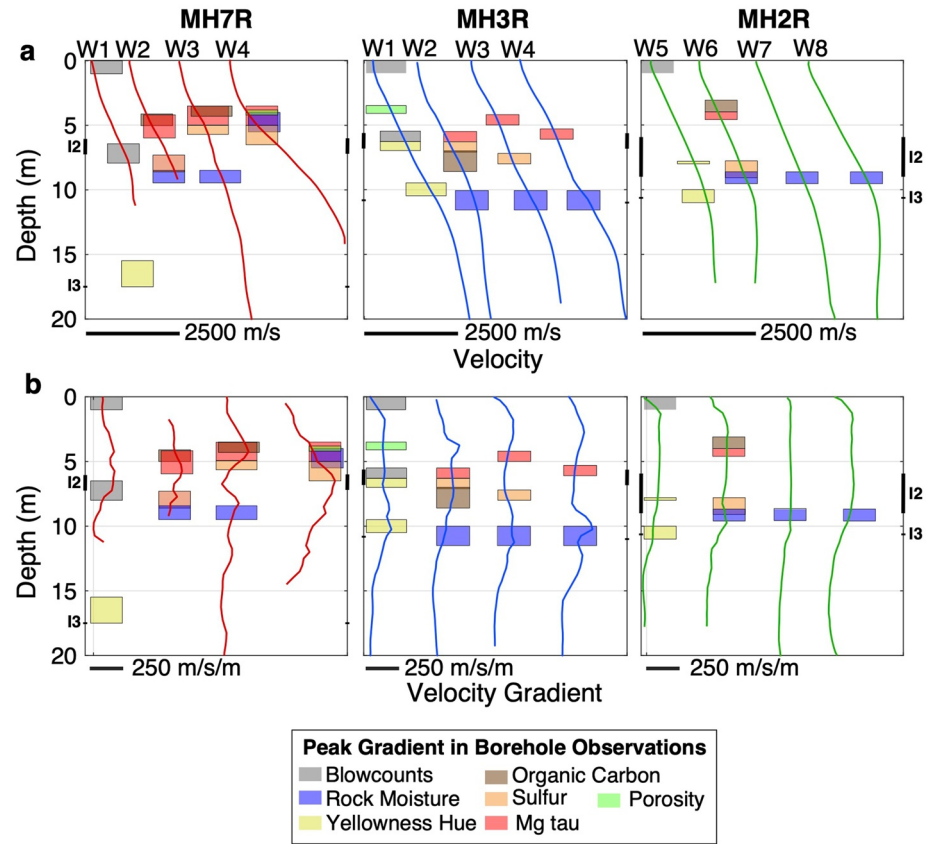 MH7R MH3R MH2R
a
W1 W2 W3 W4 W1 W2 W3 W4 W5 W6 W7 W8
0
5
10
15
20
Depth (m)
I2
I3
I2
I3
2500 m/s 2500 m/s 2500 m/s
Velocity
b
0
5
10
15
20
Depth (m)
I2
I3
I2
I3
250 m/s/m 250 m/s/m 250 m/s/m
Velocity Gradient
Peak Gradient in Borehole Observations
Blowcounts Organic Carbon
Rock Moisture Sulfur Porosity
Yellowness Hue Mg tau